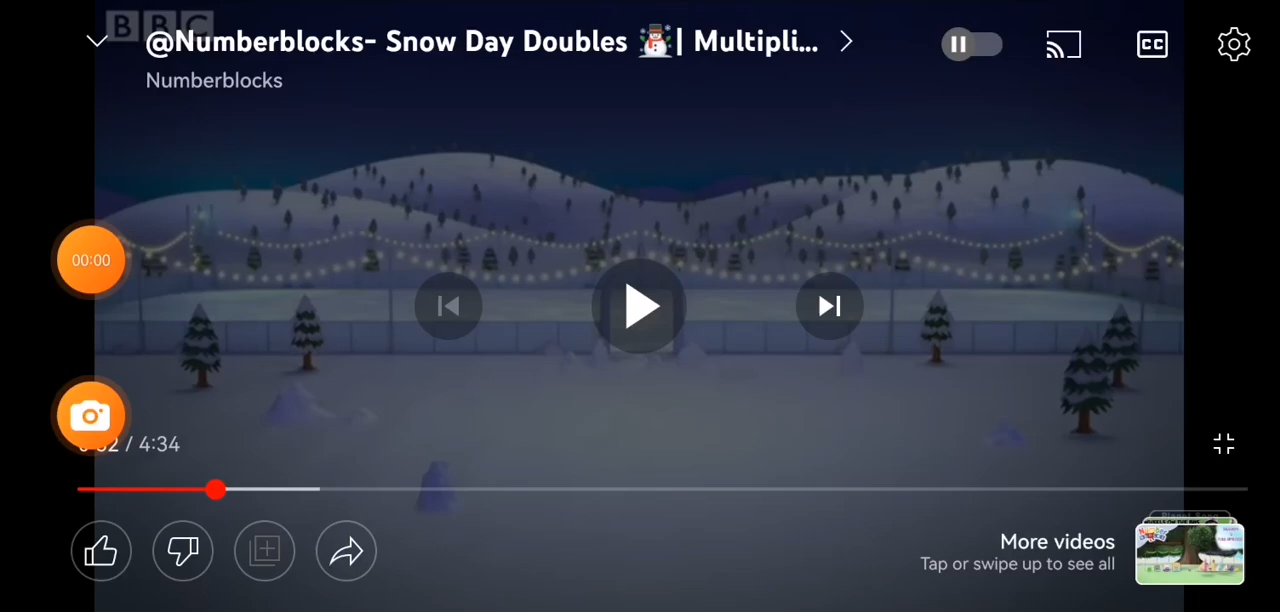 BBC
@Numberblocks- Snow Day Doubles ☃️| Multipli...
Numberblocks
CC
00:00
/ 4:34
More videos
Tap or swipe up to see all